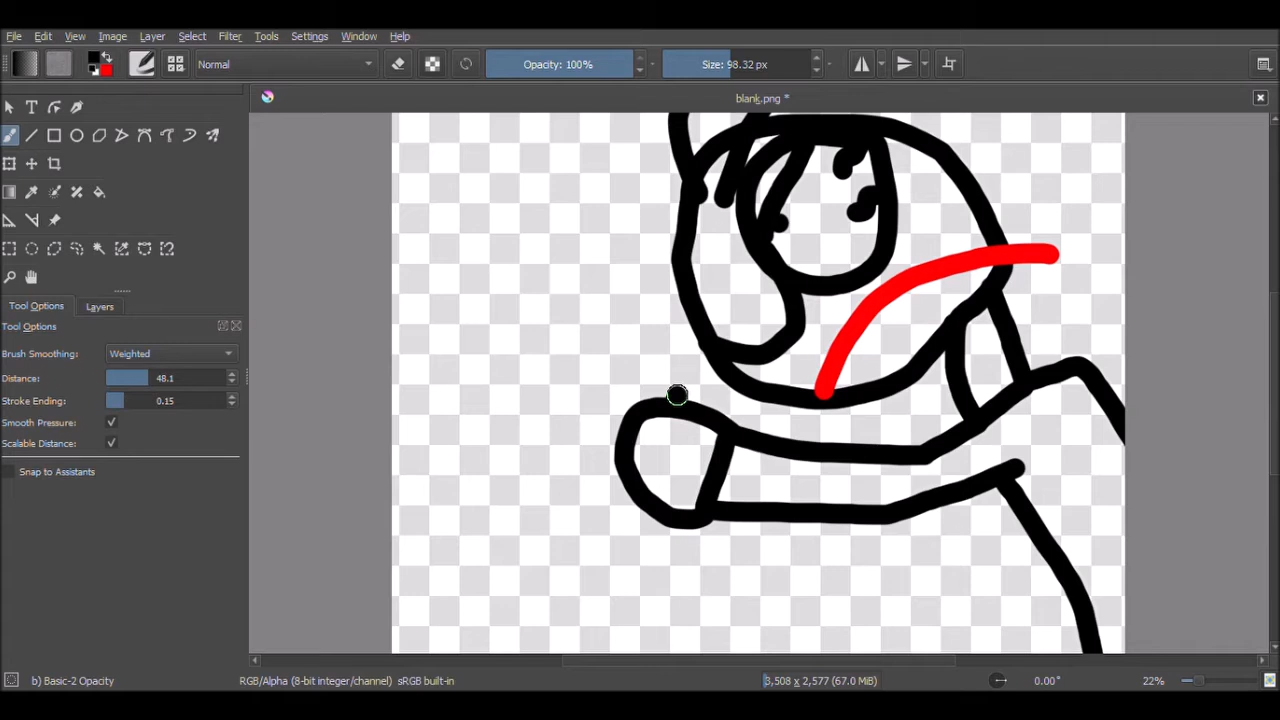 File Edit View Image Layer Select Filter Tools Settings Window Help
Normal Opacity: 100% Size: 98.32 px
blank.png *
Tool Options Layers
Tool Options
Brush Smoothing: Weighted
Distance: 48.1
Stroke Ending: 0.15
Smooth Pressure:
Scalable Distance:
Snap to Assistants
b) Basic-2 Opacity RGB/Alpha (8-bit integer/channel) sRGB built-in 3,508 x 2,577 (67.0 MiB) 0.00° 22%